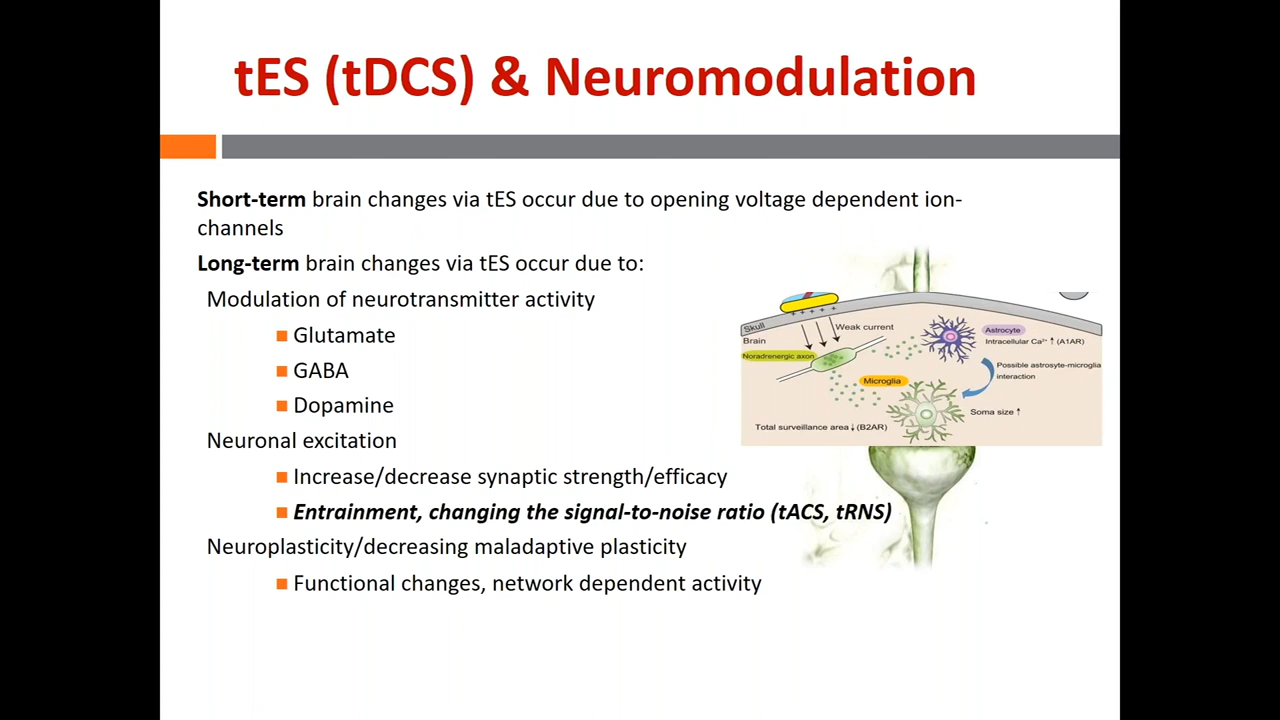 tES (tDCS) & Neuromodulation
Short-term brain changes via tES occur due to opening voltage dependent ion-
channels
Long-term brain changes via tES occur due to:
Modulation of neurotransmitter activity
Glutamate
GABA
Dopamine
Neuronal excitation
Increase/decrease synaptic strength/efficacy
Entrainment, changing the signal-to-noise ratio (tACS, tRNS)
Neuroplasticity/decreasing maladaptive plasticity
Functional changes, network dependent activity
Skull
+ + + + +
Weak current
Brain
Noradrenergic axon
Astrocyte
Intracellular Ca²⁺ ↑ (A1AR)
Possible astrosyte-microglia
interaction
Microglia
Soma size ↑
Total surveillance area ↓ (B2AR)